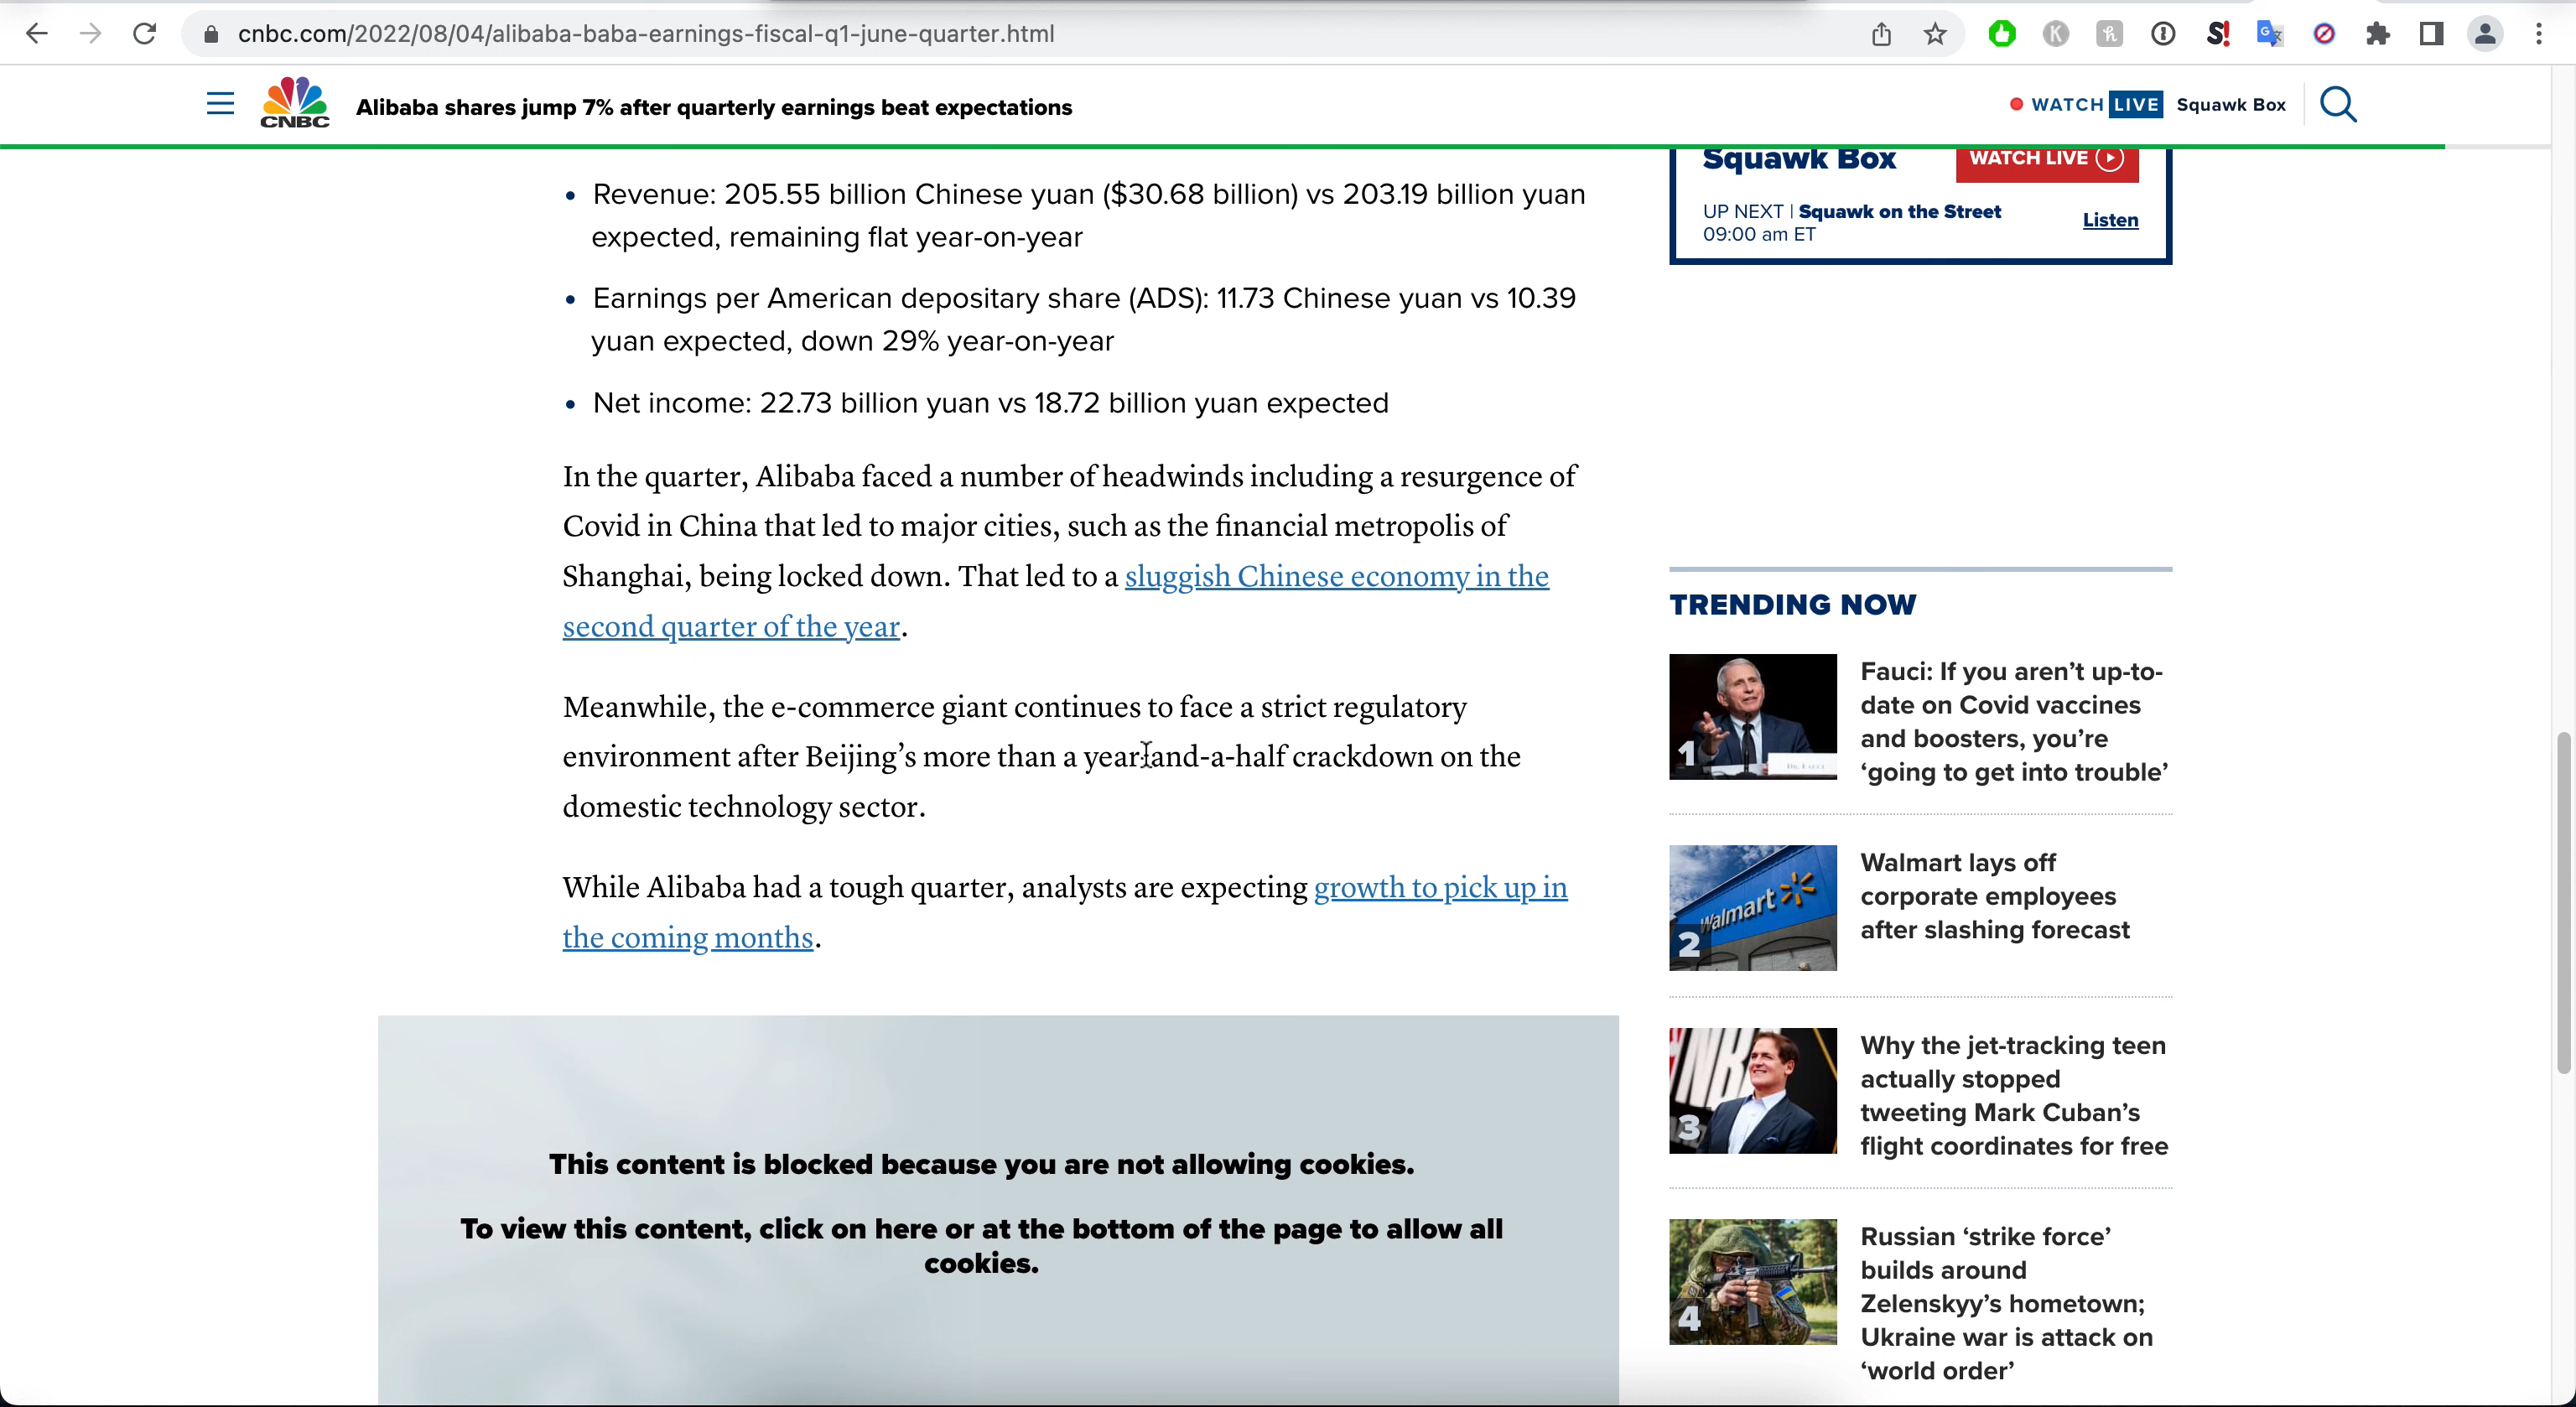 cnbc.com/2022/08/04/alibaba-baba-earnings-fiscal-q1-june-quarter.html
CNBC
Alibaba shares jump 7% after quarterly earnings beat expectations
WATCH LIVE Squawk Box
• Revenue: 205.55 billion Chinese yuan ($30.68 billion) vs 203.19 billion yuan
expected, remaining flat year-on-year
• Earnings per American depositary share (ADS): 11.73 Chinese yuan vs 10.39
yuan expected, down 29% year-on-year
• Net income: 22.73 billion yuan vs 18.72 billion yuan expected
In the quarter, Alibaba faced a number of headwinds including a resurgence of
Covid in China that led to major cities, such as the financial metropolis of
Shanghai, being locked down. That led to a sluggish Chinese economy in the
second quarter of the year.
Meanwhile, the e-commerce giant continues to face a strict regulatory
environment after Beijing’s more than a year-and-a-half crackdown on the
domestic technology sector.
While Alibaba had a tough quarter, analysts are expecting growth to pick up in
the coming months.
This content is blocked because you are not allowing cookies.
To view this content, click on here or at the bottom of the page to allow all
cookies.
Squawk Box
WATCH LIVE
UP NEXT | Squawk on the Street
09:00 am ET
Listen
TRENDING NOW
1
Fauci: If you aren’t up-to-
date on Covid vaccines
and boosters, you’re
‘going to get into trouble’
Walmart
2
Walmart lays off
corporate employees
after slashing forecast
3
Why the jet-tracking teen
actually stopped
tweeting Mark Cuban’s
flight coordinates for free
4
Russian ‘strike force’
builds around
Zelenskyy’s hometown;
Ukraine war is attack on
‘world order’